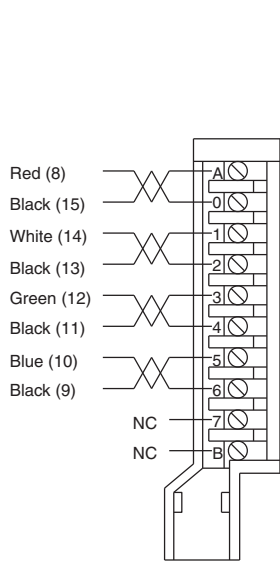 Red (8) A
Black (15) 0
White (14) 1
Black (13) 2
Green (12) 3
Black (11) 4
Blue (10) 5
Black (9) 6
NC 7
NC B